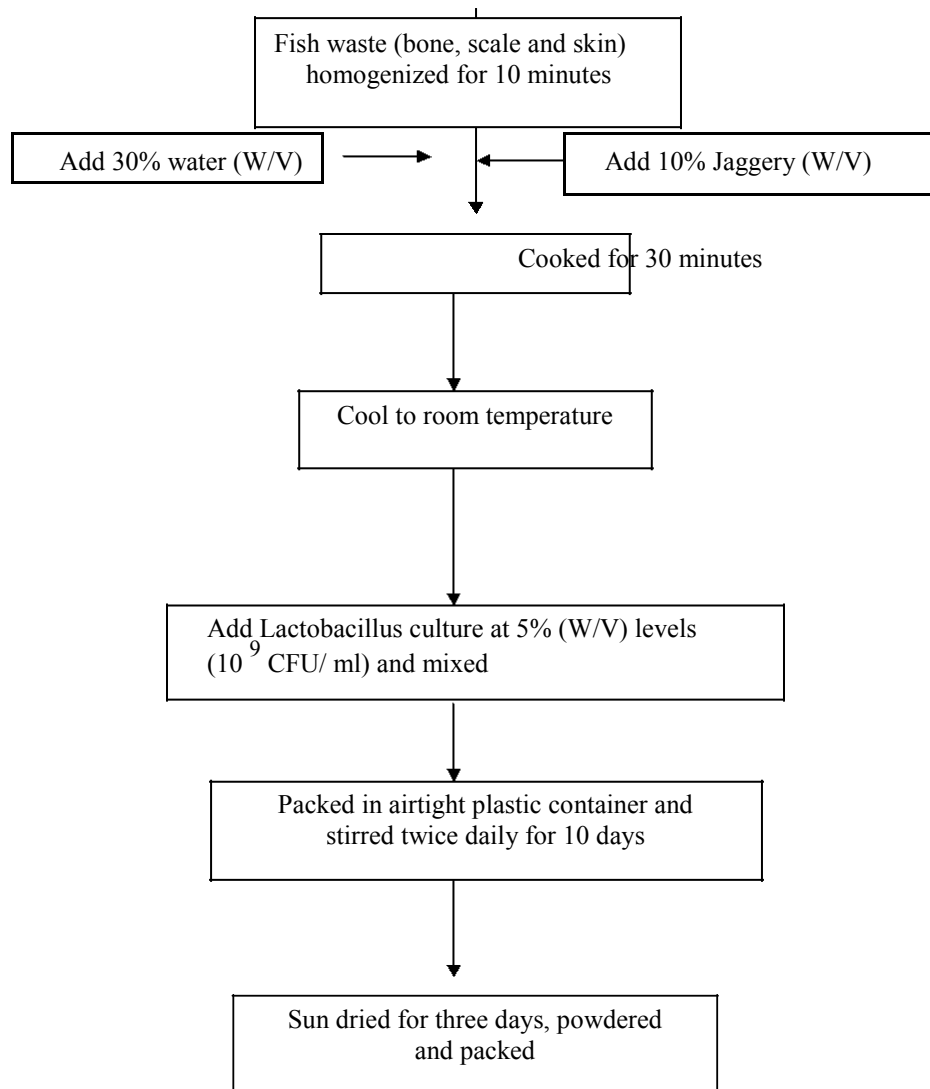 Fish waste (bone, scale and skin)
homogenized for 10 minutes
Add 30% water (W/V)
Add 10% Jaggery (W/V)
Cooked for 30 minutes
Cool to room temperature
Add Lactobacillus culture at 5% (W/V) levels
(10 ⁹ CFU/ ml) and mixed
Packed in airtight plastic container and
stirred twice daily for 10 days
Sun dried for three days, powdered
and packed